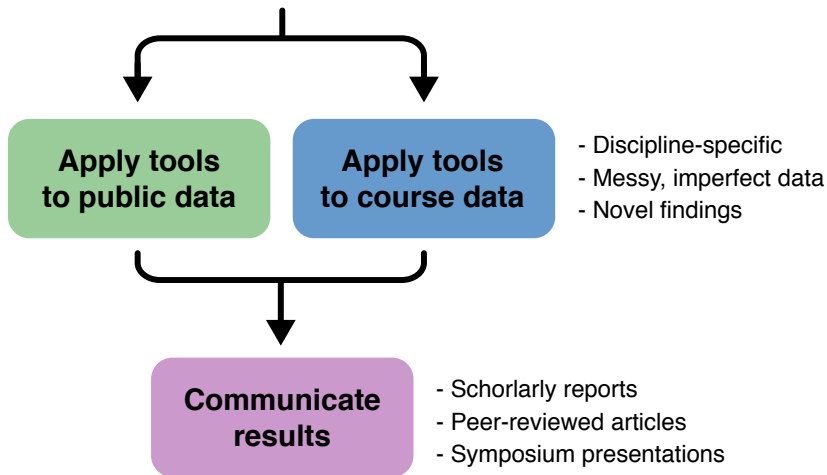 Apply tools
to public data
Apply tools
to course data
- Discipline-specific
- Messy, imperfect data
- Novel findings
Communicate
results
- Schorlarly reports
- Peer-reviewed articles
- Symposium presentations